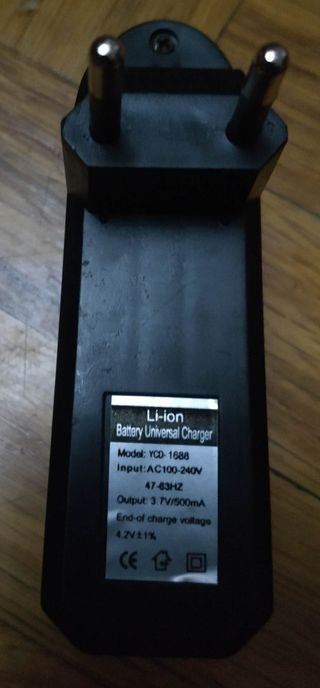 Li-ion
Battery Universal Charger
Model: YCD-1688
Input:AC100-240V
47-63HZ
Output: 3.7V/500mA
End-of charge voltage
4.2V±1%
CE